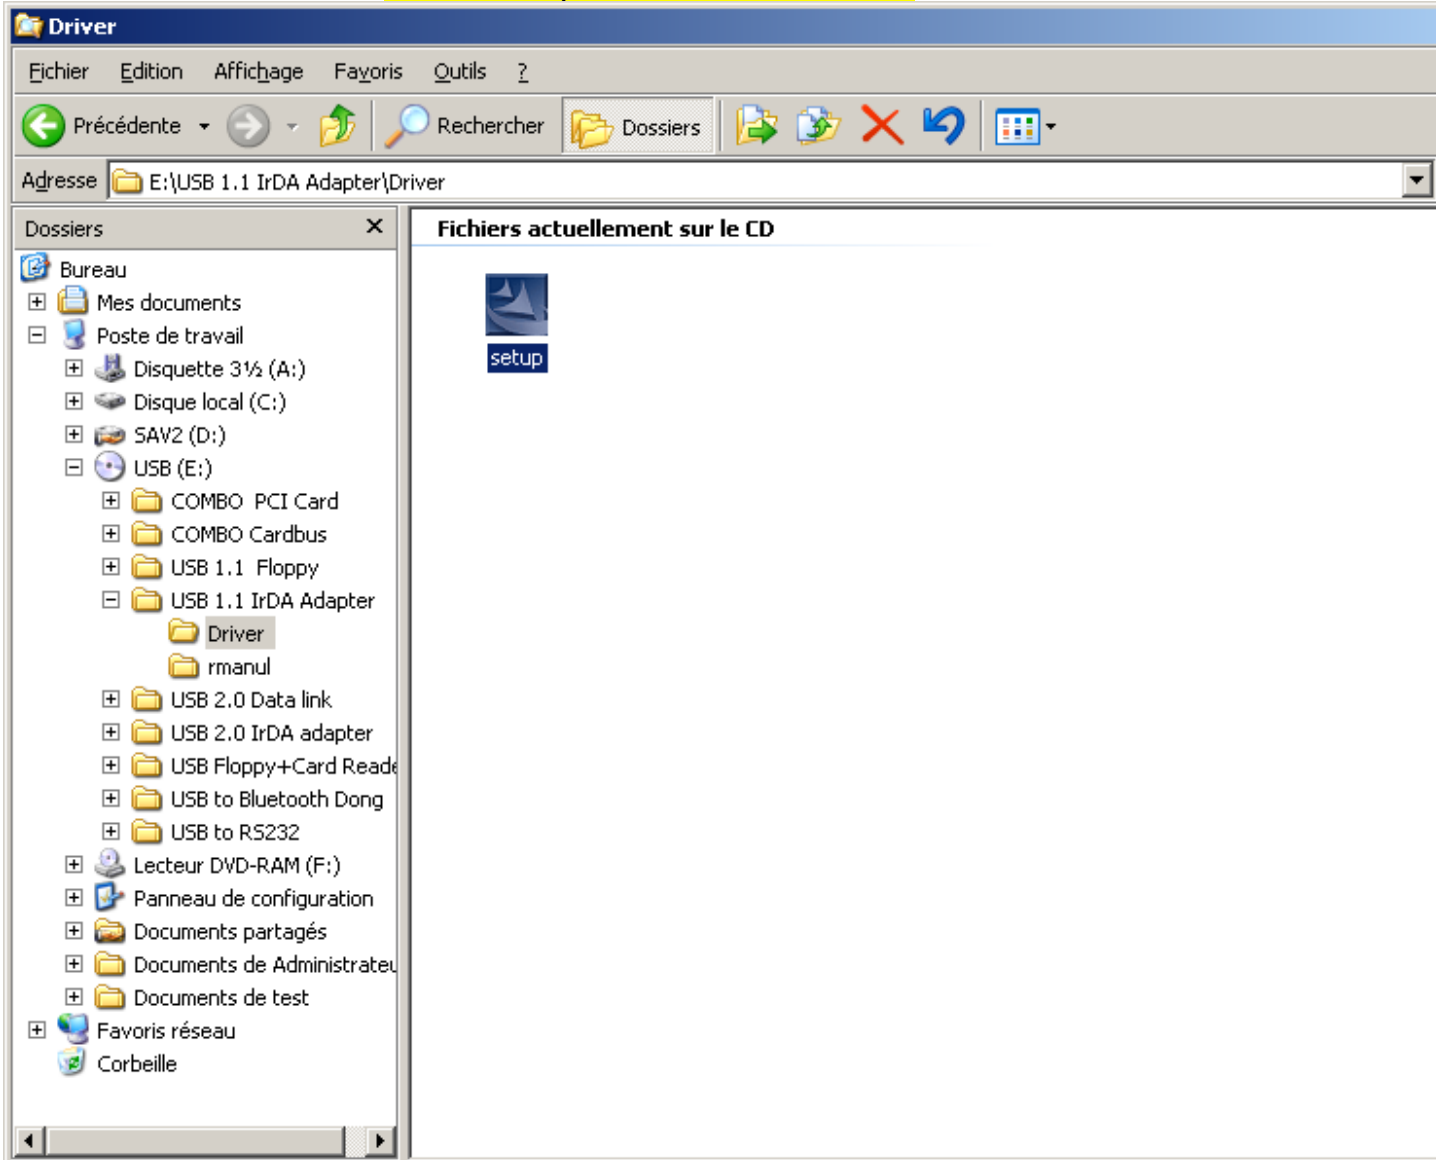 Driver
Fichier Edition Affichage Favoris Outils ?
Précédente Rechercher Dossiers
Adresse E:\USB 1.1 IrDA Adapter\Driver
Dossiers
Fichiers actuellement sur le CD
setup
Bureau
Mes documents
Poste de travail
Disquette 3½ (A:)
Disque local (C:)
SAV2 (D:)
USB (E:)
COMBO PCI Card
COMBO Cardbus
USB 1.1 Floppy
USB 1.1 IrDA Adapter
Driver
rmanul
USB 2.0 Data link
USB 2.0 IrDA adapter
USB Floppy+Card Reade
USB to Bluetooth Dong
USB to RS232
Lecteur DVD-RAM (F:)
Panneau de configuration
Documents partagés
Documents de Administrateu
Documents de test
Favoris réseau
Corbeille